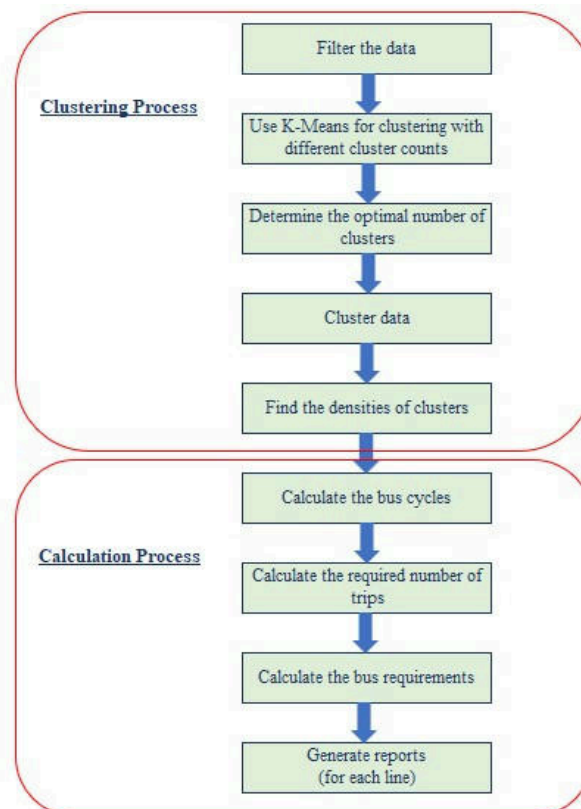 Filter the data
Clustering Process
Use K-Means for clustering with
different cluster counts
Determine the optimal number of
clusters
Cluster data
Find the densities of clusters
Calculate the bus cycles
Calculation Process
Calculate the required number of
trips
Calculate the bus requirements
Generate reports
(for each line)